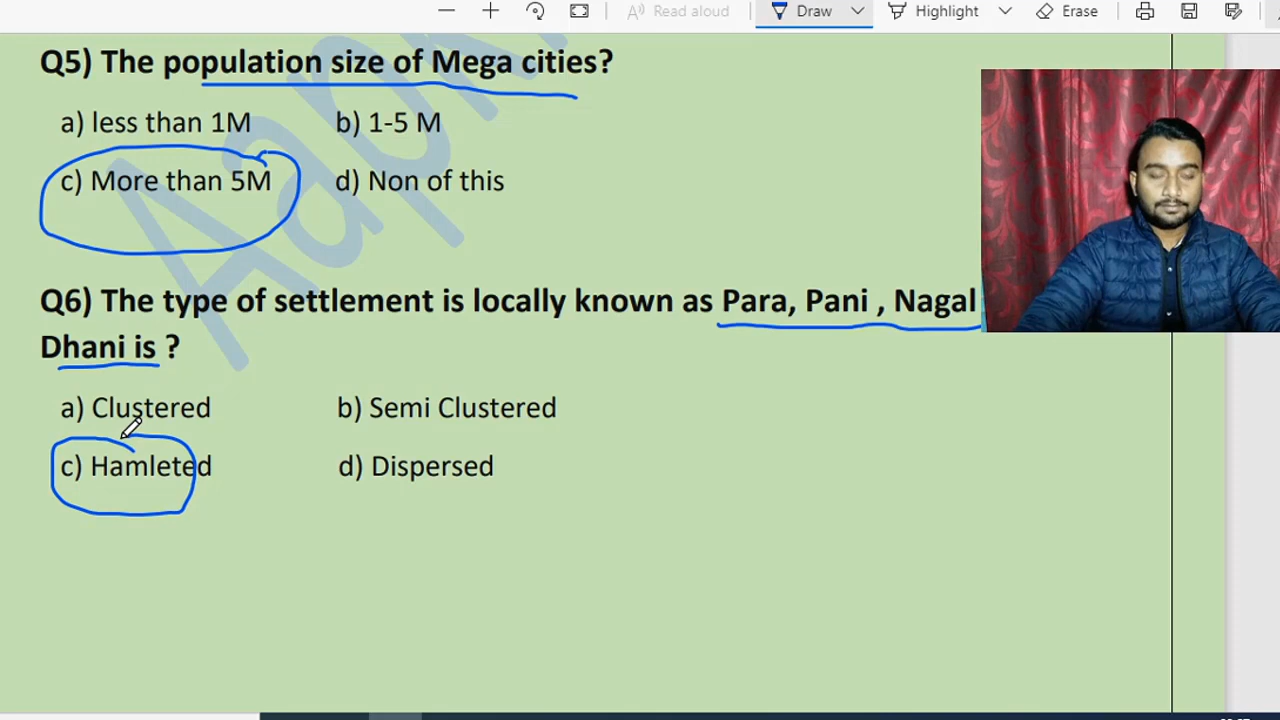 Read aloud Draw Highlight Erase
Q5) The population size of Mega cities?
a) less than 1M b) 1-5 M
c) More than 5M d) Non of this
Q6) The type of settlement is locally known as Para, Pani , Nagal
Dhani is ?
a) Clustered b) Semi Clustered
c) Hamleted d) Dispersed